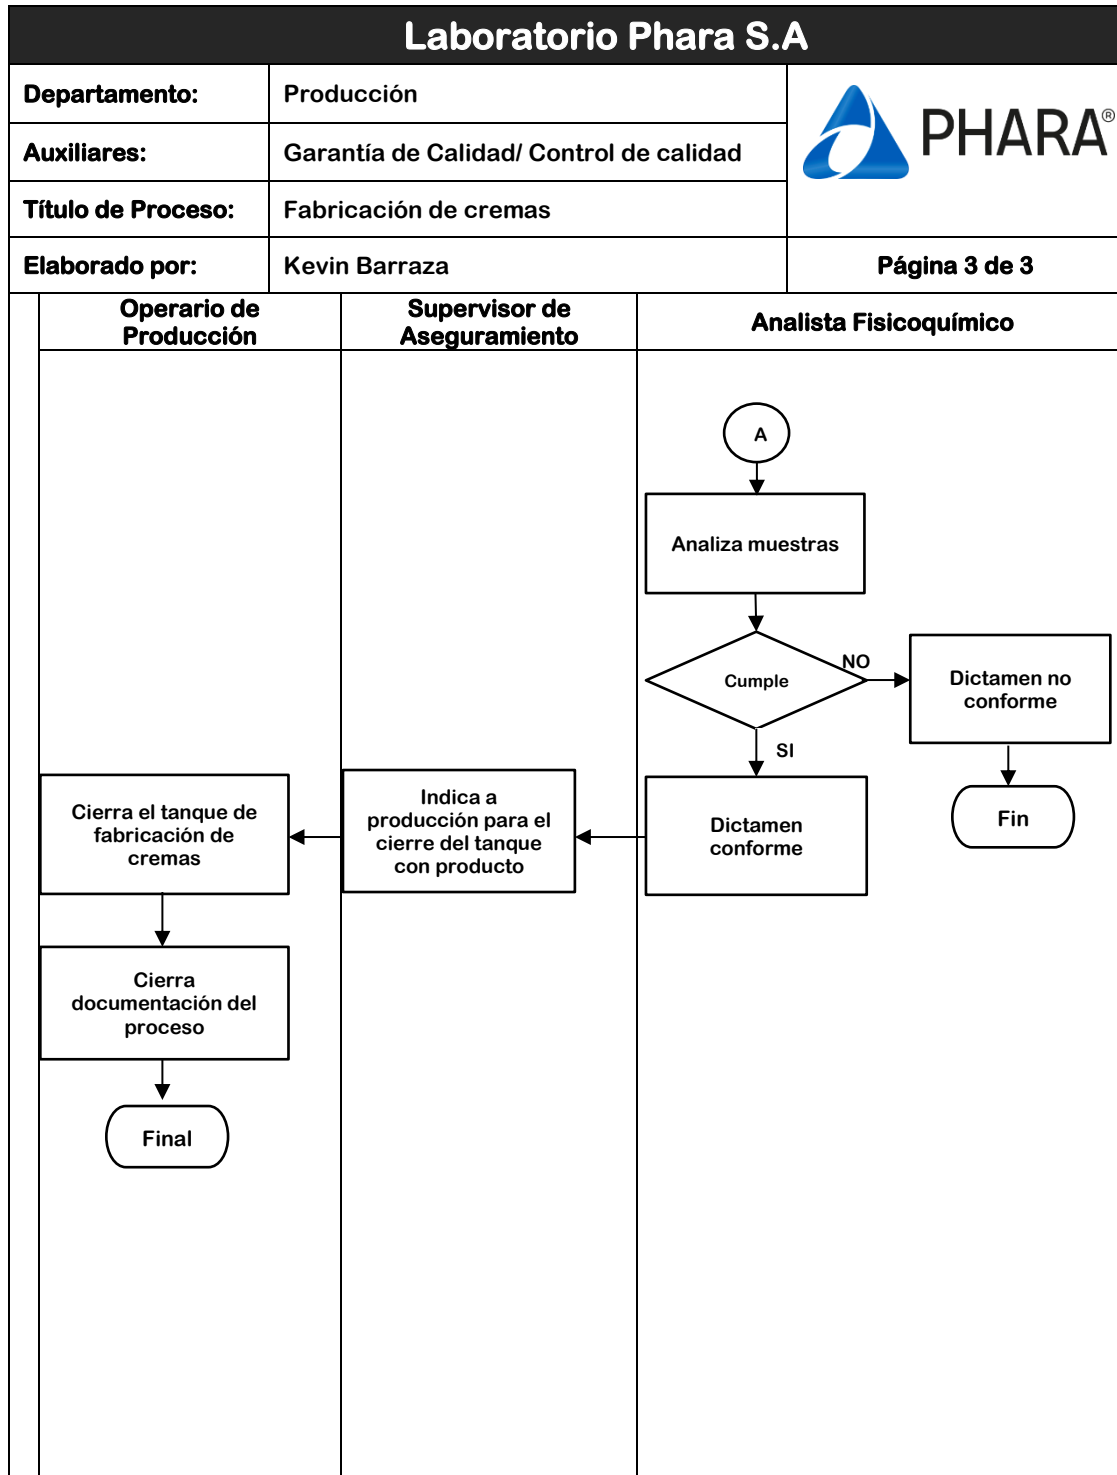 Laboratorio Phara S.A
Departamento:
Producción
PHARA®
Auxiliares:
Garantía de Calidad/ Control de calidad
Título de Proceso:
Fabricación de cremas
Elaborado por:
Kevin Barraza
Página 3 de 3
Operario de
Producción
Supervisor de
Aseguramiento
Analista Fisicoquímico
A
Analiza muestras
Cumple
NO
Dictamen no
conforme
SI
Fin
Dictamen
conforme
Indica a
producción para el
cierre del tanque
con producto
Cierra el tanque de
fabricación de
cremas
Cierra
documentación del
proceso
Final